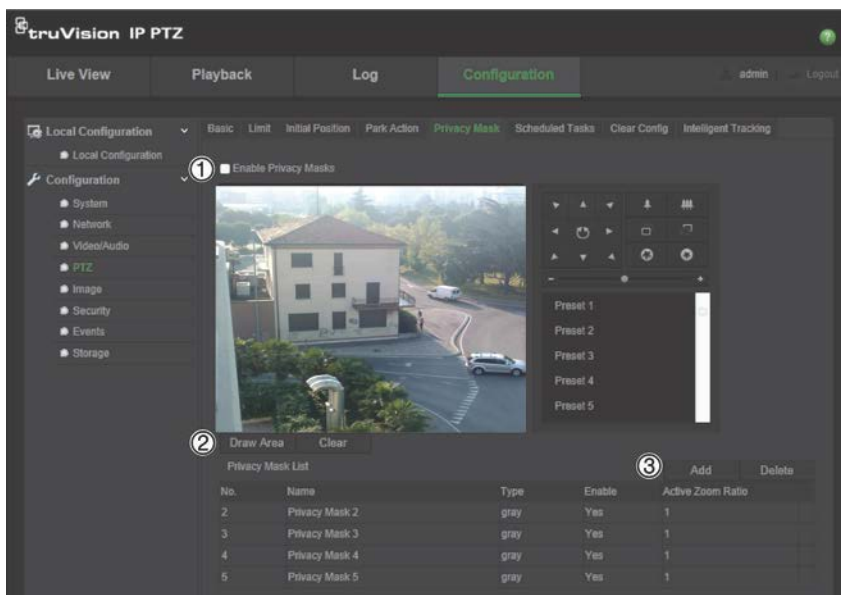 truVision IP PTZ
?
Live View Playback Log Configuration admin Logout
Local Configuration
Local Configuration
Configuration
System
Network
Video/Audio
PTZ
Image
Security
Events
Storage
Basic Limit Initial Position Park Action Privacy Mask Scheduled Tasks Clear Config Intelligent Tracking
① Enable Privacy Masks
Preset 1
Preset 2
Preset 3
Preset 4
Preset 5
② Draw Area Clear
Privacy Mask List ③ Add Delete
No. Name Type Enable Active Zoom Ratio
2 Privacy Mask 2 gray Yes 1
3 Privacy Mask 3 gray Yes 1
4 Privacy Mask 4 gray Yes 1
5 Privacy Mask 5 gray Yes 1